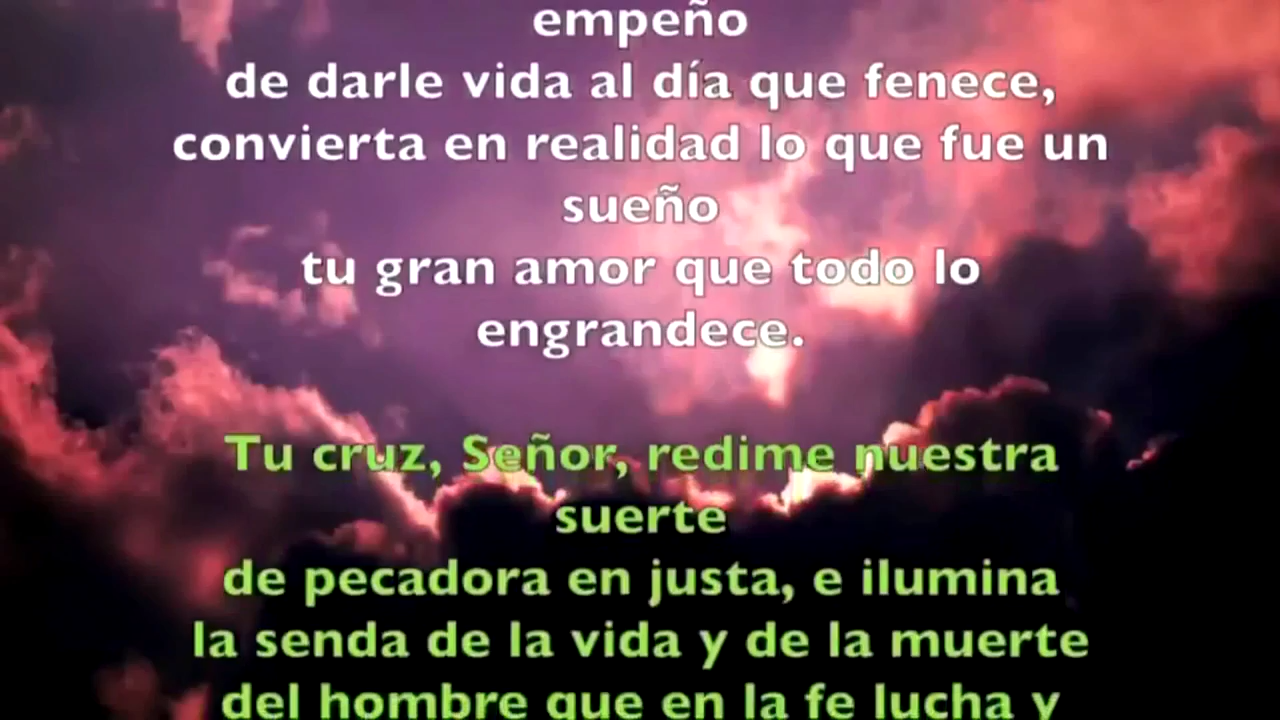 empeño
de darle vida al día que fenece,
convierta en realidad lo que fue un
sueño
tu gran amor que todo lo
engrandece.
Tu cruz, Señor, redime nuestra
suerte
de pecadora en justa, e ilumina
la senda de la vida y de la muerte
del hombre que en la fe lucha y